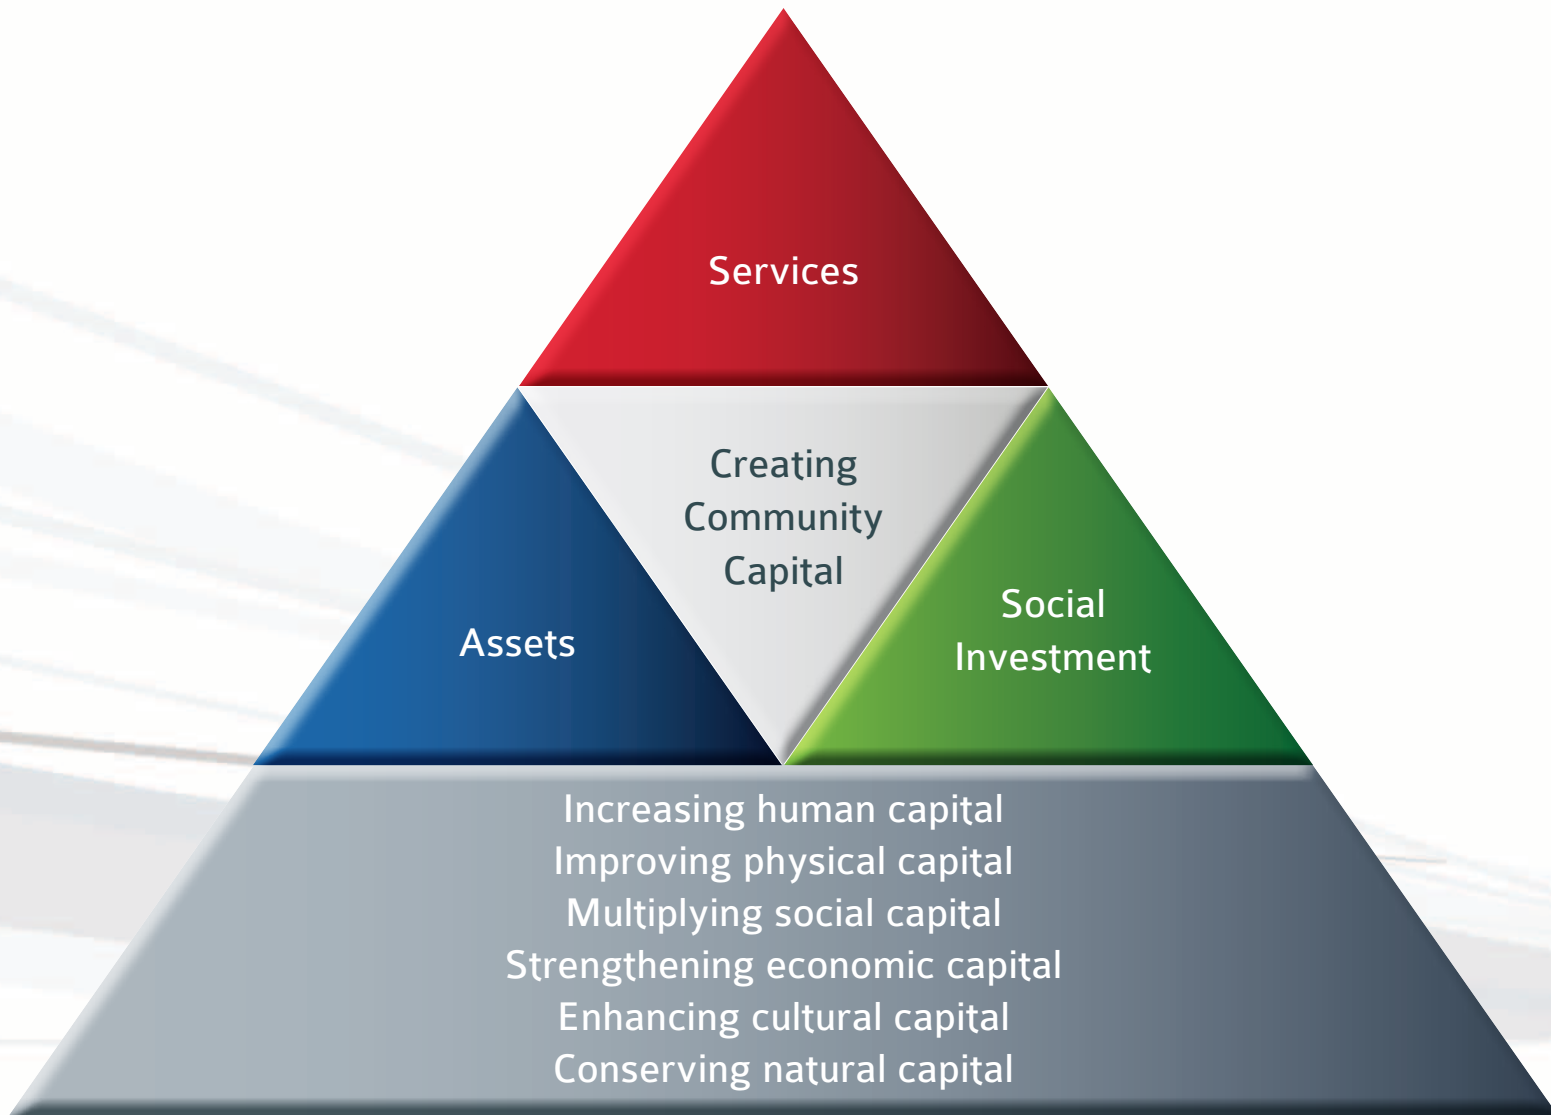 Services
Creating
Community
Capital
Assets
Social
Investment
Increasing human capital
Improving physical capital
Multiplying social capital
Strengthening economic capital
Enhancing cultural capital
Conserving natural capital